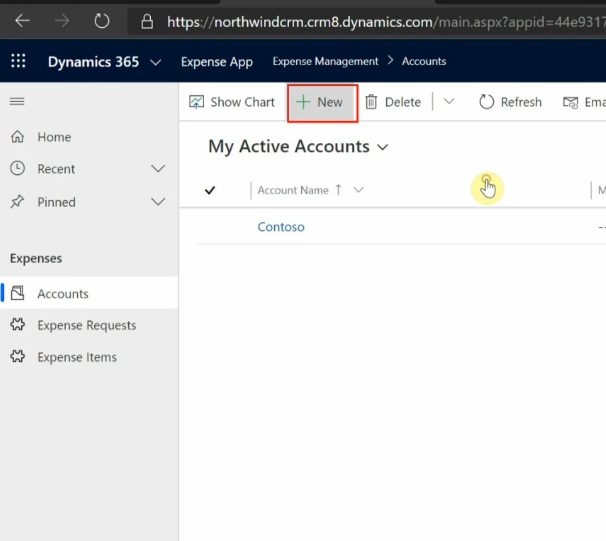 https://northwindcrm.crm8.dynamics.com/main.aspx?appid=44e9317
Dynamics 365 Expense App Expense Management > Accounts
Show Chart + New Delete Refresh Ema
Home
Recent
Pinned
Expenses
Accounts
Expense Requests
Expense Items
My Active Accounts
Account Name ↑ M
Contoso --